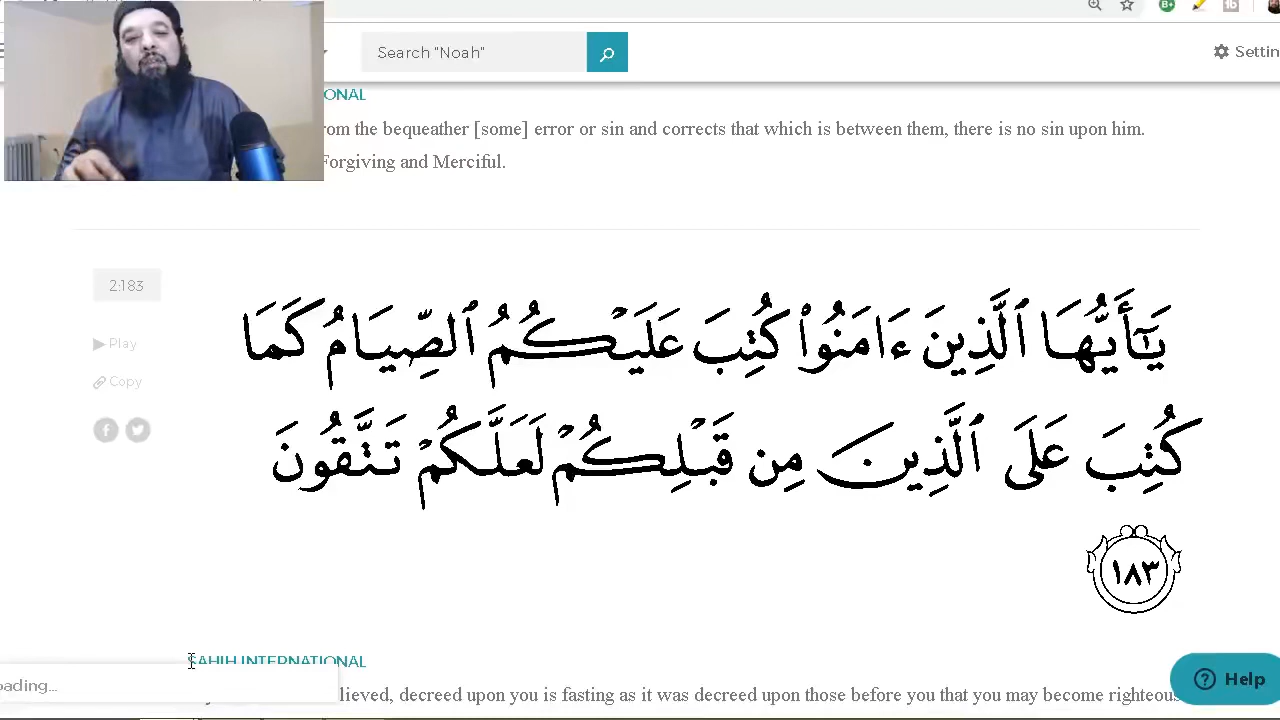 Search "Noah"
Settin
ONAL
rom the bequeather [some] error or sin and corrects that which is between them, there is no sin upon him.
Forgiving and Merciful.
2:183
يَـٰٓأَيُّهَا ٱلَّذِينَ ءَامَنُوا۟ كُتِبَ عَلَيْكُمُ ٱلصِّيَامُ كَمَا
Play
Copy
كُتِبَ عَلَى ٱلَّذِينَ مِن قَبْلِكُمْ لَعَلَّكُمْ تَتَّقُونَ
١٨٣
SAHIH INTERNATIONAL
Help
oading...
lieved, decreed upon you is fasting as it was decreed upon those before you that you may become righteous